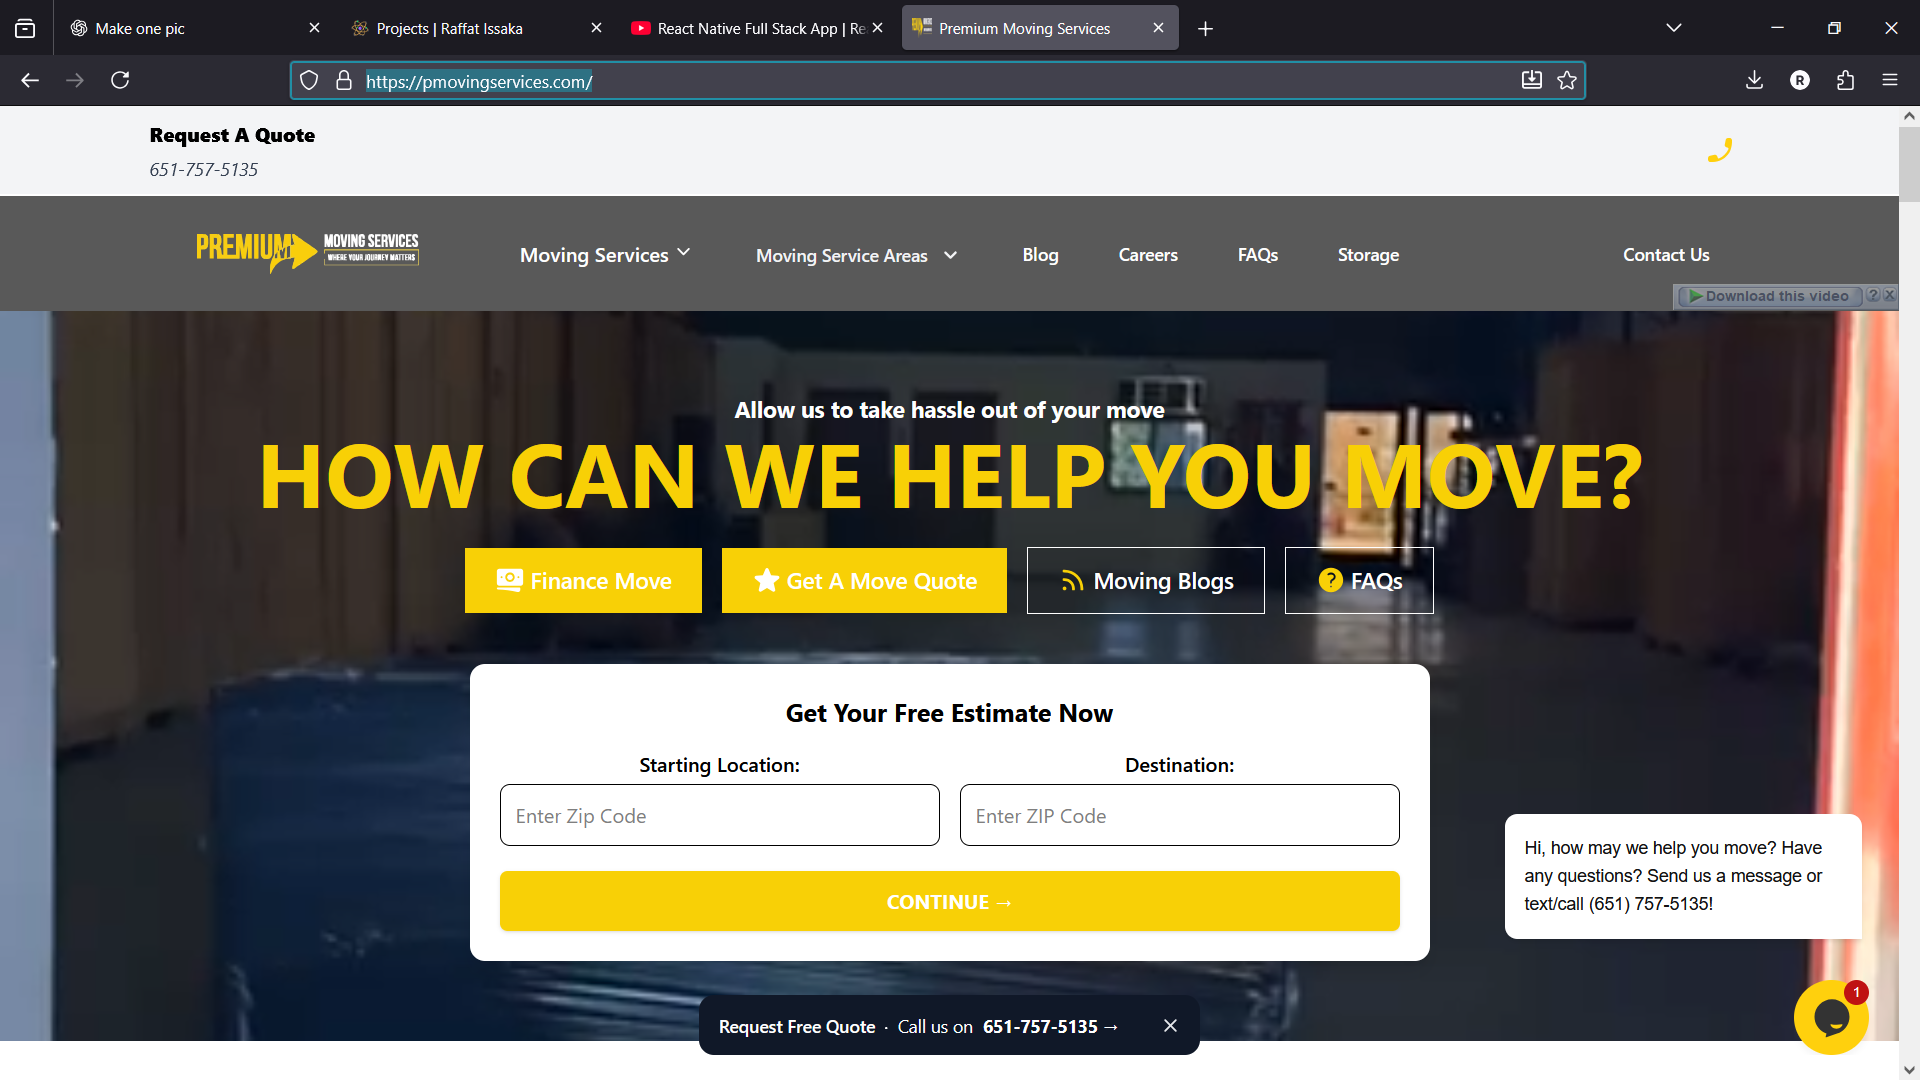 Make one pic
Projects | Raffat Issaka
React Native Full Stack App | Re
Premium Moving Services
https://pmovingservices.com/
R
Request A Quote
651-757-5135
PREMIUM MOVING SERVICES
WHERE YOUR JOURNEY MATTERS
Moving Services
Moving Service Areas
Blog
Careers
FAQs
Storage
Contact Us
Download this video
?
Allow us to take hassle out of your move
HOW CAN WE HELP YOU MOVE?
Finance Move
Get A Move Quote
Moving Blogs
? FAQs
Get Your Free Estimate Now
Starting Location:
Destination:
Enter Zip Code
Enter ZIP Code
CONTINUE →
Hi, how may we help you move? Have
any questions? Send us a message or
text/call (651) 757-5135!
1
Request Free Quote · Call us on 651-757-5135 →